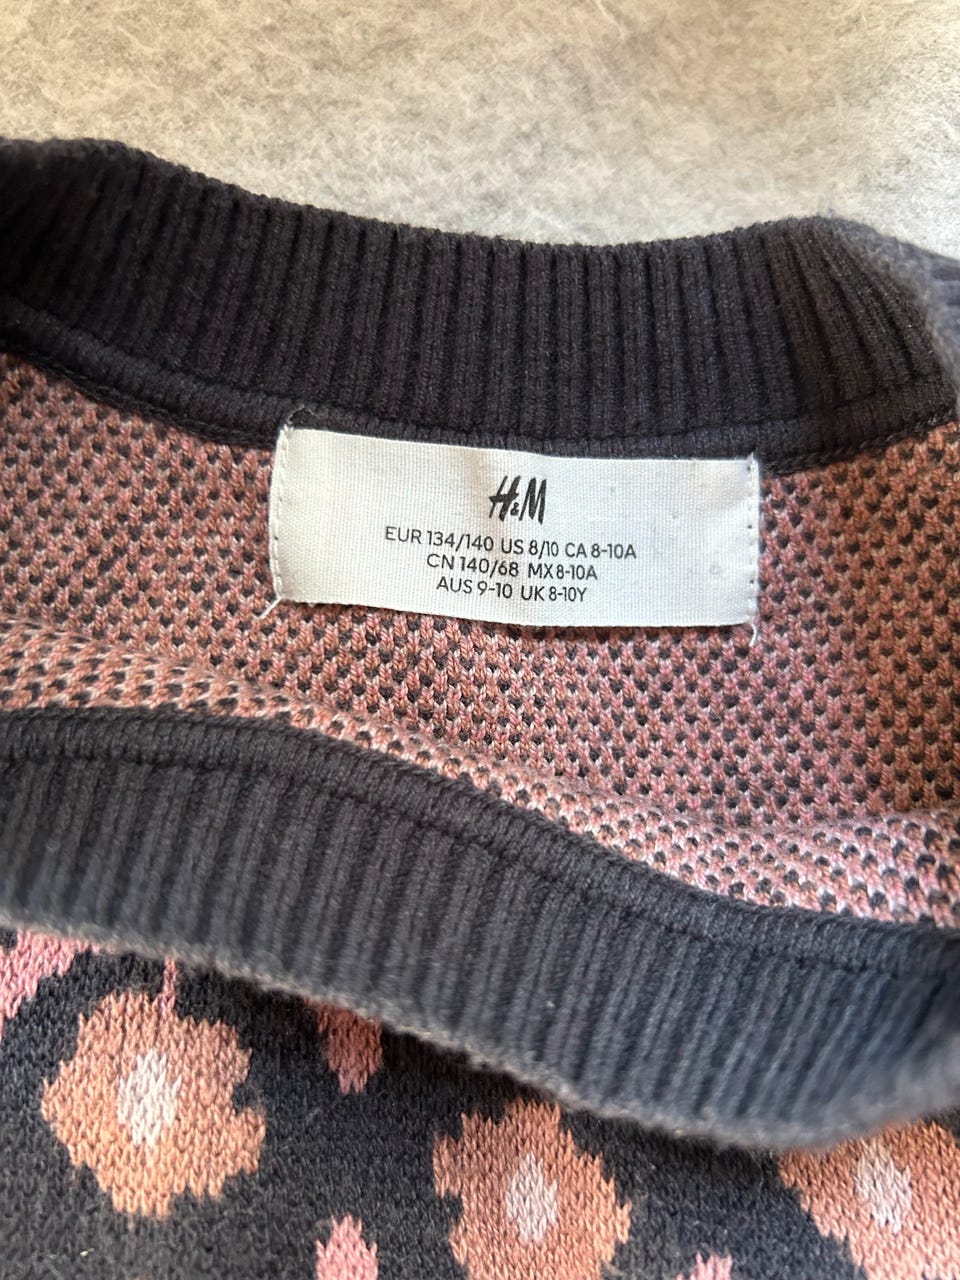 H&M
EUR 134/140 US 8/10 CA 8-10A
CN 140/68 MX 8-10A
AUS 9-10 UK 8-10Y